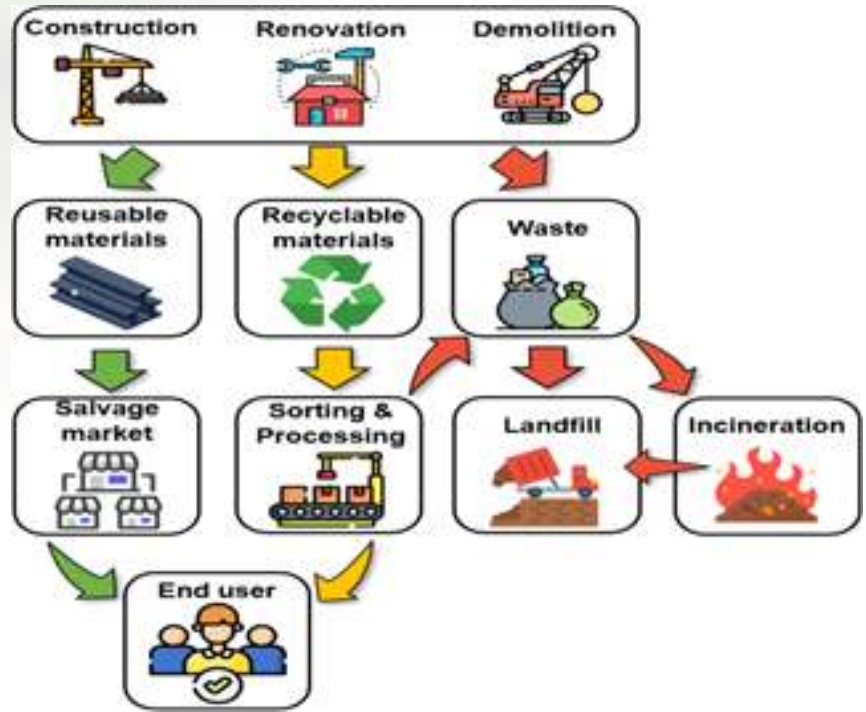 Construction
Renovation
Demolition
Reusable
materials
Recyclable
materials
Waste
Salvage
market
Sorting &
Processing
Landfill
Incineration
End user